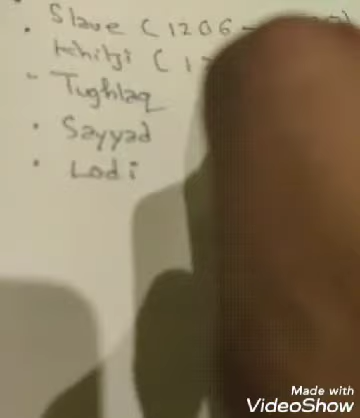 • Slave (1206 -
• Khilji (1
- Tughlaq
• Sayyad
• Lodi
Made with
VideoShow